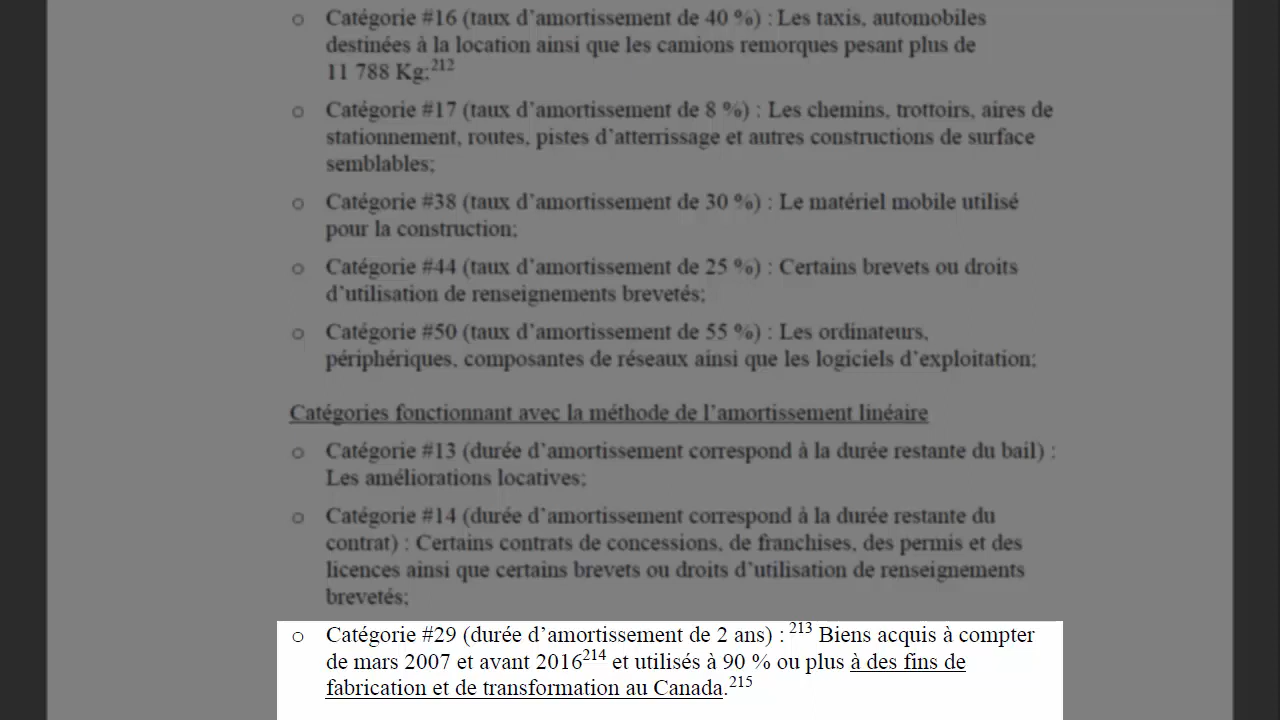 o Catégorie #16 (taux d’amortissement de 40 %) : Les taxis, automobiles
destinées à la location ainsi que les camions remorques pesant plus de
11 788 Kg;212
o Catégorie #17 (taux d’amortissement de 8 %) : Les chemins, trottoirs, aires de
stationnement, routes, pistes d’atterrissage et autres constructions de surface
semblables;
o Catégorie #38 (taux d’amortissement de 30 %) : Le matériel mobile utilisé
pour la construction;
o Catégorie #44 (taux d’amortissement de 25 %) : Certains brevets ou droits
d’utilisation de renseignements brevetés;
o Catégorie #50 (taux d’amortissement de 55 %) : Les ordinateurs,
périphériques, composantes de réseaux ainsi que les logiciels d’exploitation;
Catégories fonctionnant avec la méthode de l’amortissement linéaire
o Catégorie #13 (durée d’amortissement correspond à la durée restante du bail) :
Les améliorations locatives;
o Catégorie #14 (durée d’amortissement correspond à la durée restante du
contrat) : Certains contrats de concessions, de franchises, des permis et des
licences ainsi que certains brevets ou droits d’utilisation de renseignements
brevetés;
o Catégorie #29 (durée d’amortissement de 2 ans) : 213 Biens acquis à compter
de mars 2007 et avant 2016214 et utilisés à 90 % ou plus à des fins de
fabrication et de transformation au Canada.215